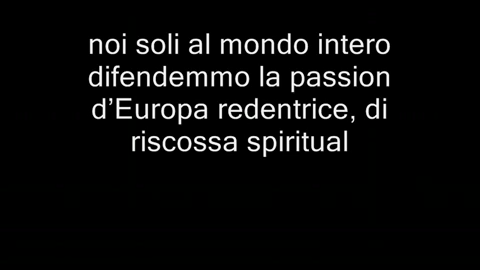 noi soli al mondo intero
difendemmo la passion
d’Europa redentrice, di
riscossa spiritual